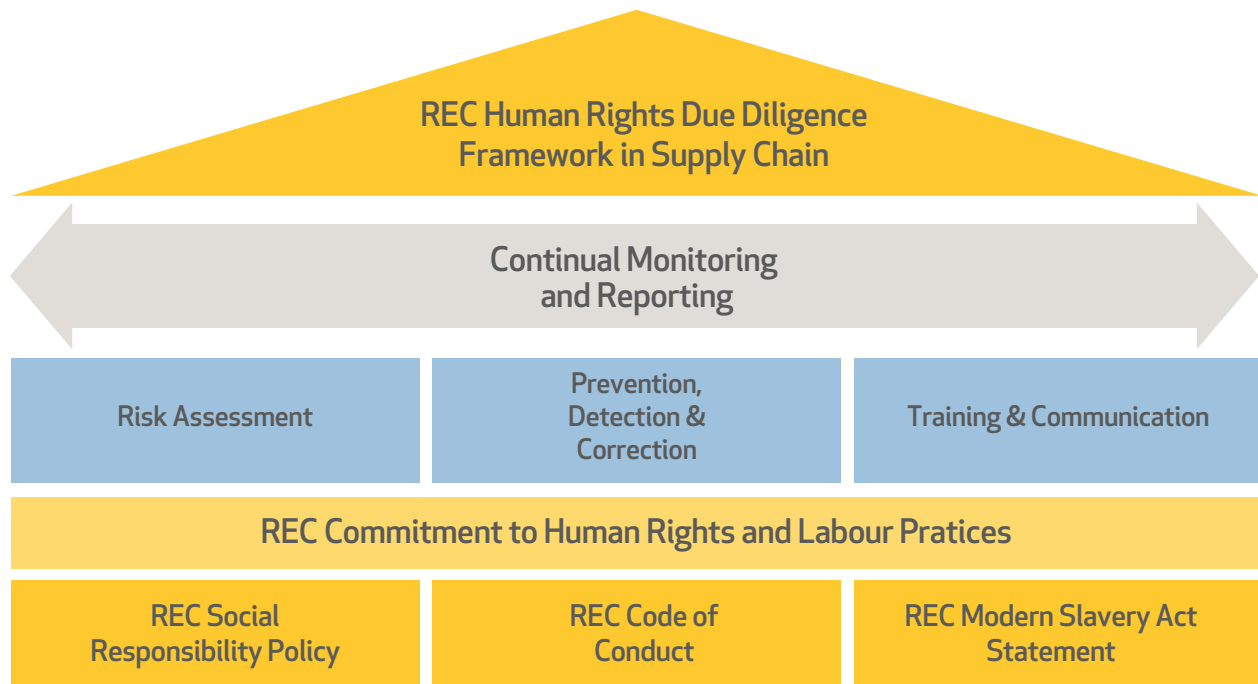 REC Human Rights Due Diligence
Framework in Supply Chain
Continual Monitoring
and Reporting
Risk Assessment
Prevention,
Detection &
Correction
Training & Communication
REC Commitment to Human Rights and Labour Pratices
REC Social
Responsibility Policy
REC Code of
Conduct
REC Modern Slavery Act
Statement